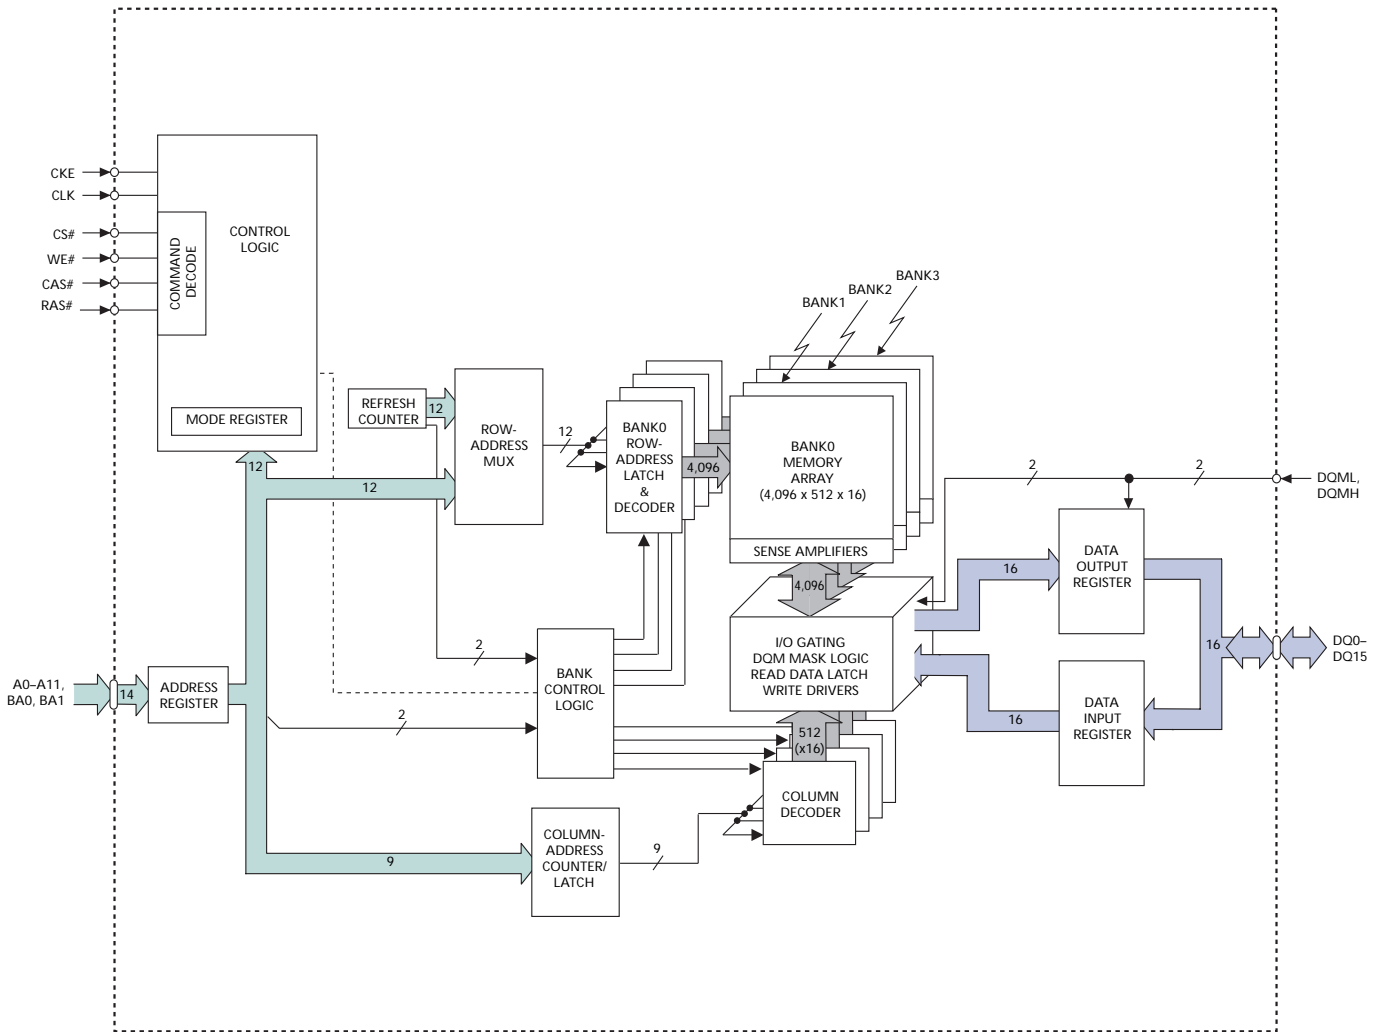 CKE
CLK
CS#
WE#
CAS#
RAS#
COMMAND
DECODE
CONTROL
LOGIC
MODE REGISTER
12
REFRESH
COUNTER
12
12
ROW-
ADDRESS
MUX
12
BANK0
ROW-
ADDRESS
LATCH
&
DECODER
4,096
BANK1
BANK2
BANK3
BANK0
MEMORY
ARRAY
(4,096 x 512 x 16)
SENSE AMPLIFIERS
4,096
I/O GATING
DQM MASK LOGIC
READ DATA LATCH
WRITE DRIVERS
2
2
DQML,
DQMH
16
DATA
OUTPUT
REGISTER
16
DQ0–
DQ15
16
DATA
INPUT
REGISTER
A0–A11,
BA0, BA1
14
ADDRESS
REGISTER
2
2
BANK
CONTROL
LOGIC
512
(x16)
COLUMN
DECODER
9
COLUMN-
ADDRESS
COUNTER/
LATCH
9